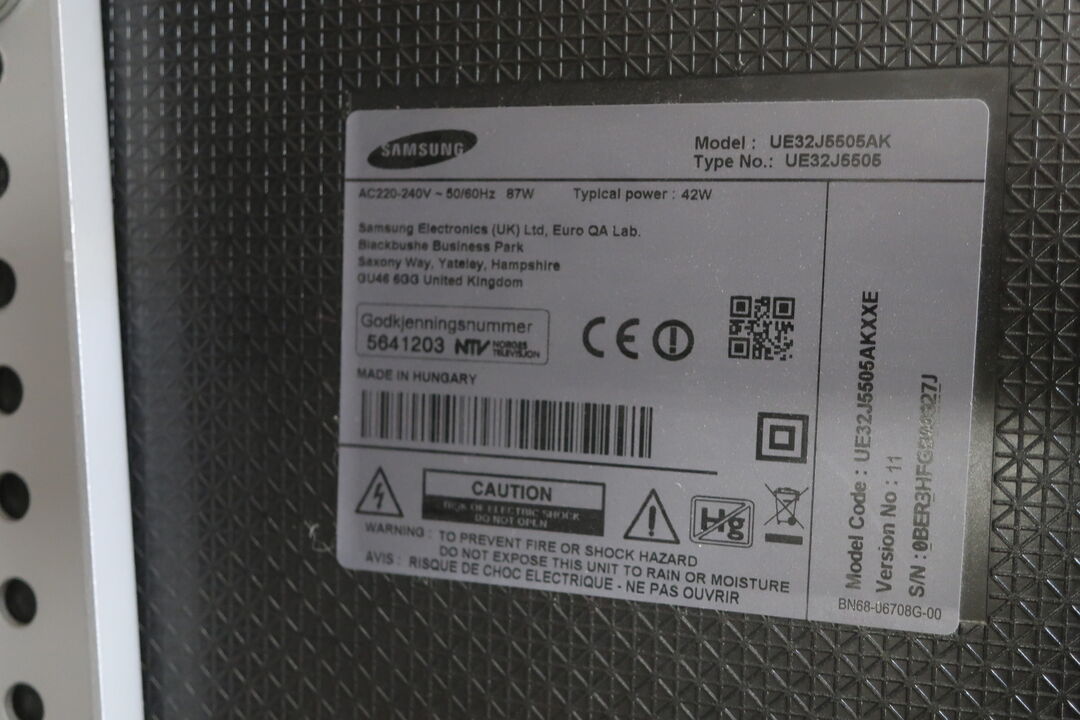 SAMSUNG
Model : UE32J5505AK
Type No.: UE32J5505
AC220-240V ~ 50/60Hz 87W Typical power : 42W
Samsung Electronics (UK) Ltd, Euro QA Lab.
Blackbushe Business Park
Saxony Way, Yateley, Hampshire
GU46 6GG United Kingdom
Godkjenningsnummer
5641203 NTV NORGES TELEVISJON
MADE IN HUNGARY
CAUTION
RISK OF ELECTRIC SHOCK
DO NOT OPEN
Hg
WARNING : TO PREVENT FIRE OR SHOCK HAZARD
DO NOT EXPOSE THIS UNIT TO RAIN OR MOISTURE
AVIS : RISQUE DE CHOC ELECTRIQUE - NE PAS OUVRIR
Model Code : UE32J5505AKXXE
Version No : 11
S/N :
BN68-06708G-00